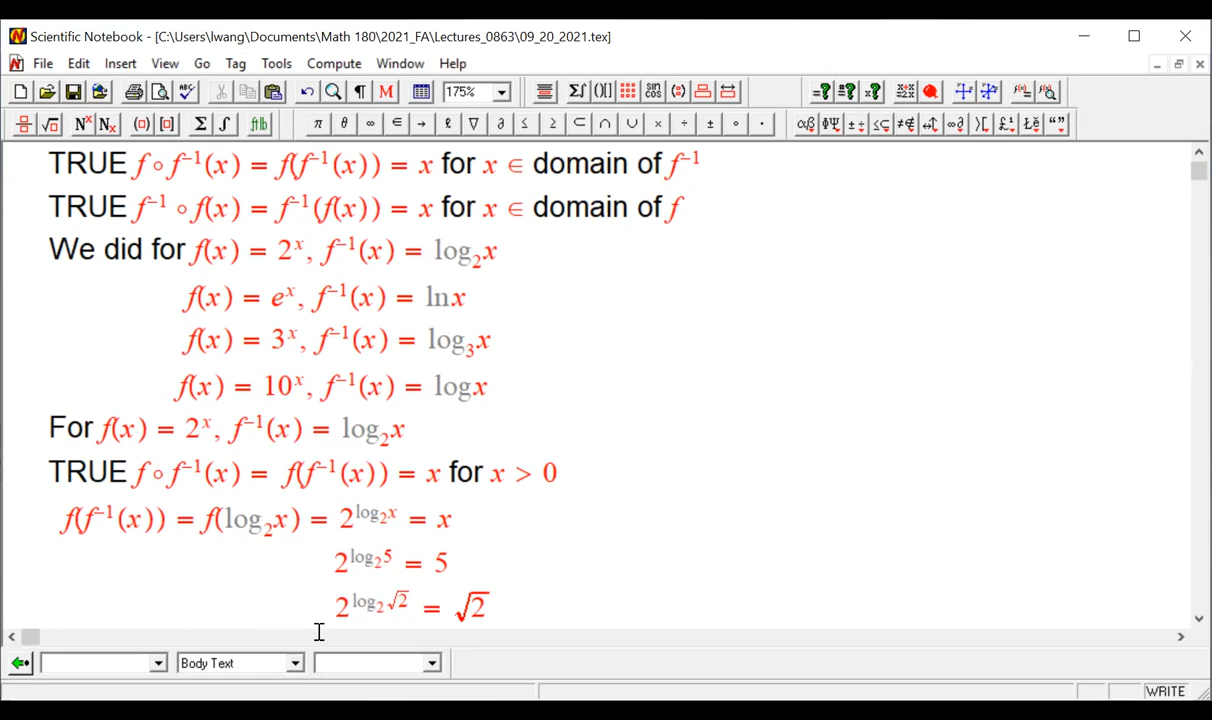 Scientific Notebook - [C:\Users\lwang\Documents\Math 180\2021_FA\Lectures_0863\09_20_2021.tex]
File Edit Insert View Go Tag Tools Compute Window Help
175%
TRUE f ∘ f⁻¹(x) = f(f⁻¹(x)) = x for x ∈ domain of f⁻¹
TRUE f⁻¹ ∘ f(x) = f⁻¹(f(x)) = x for x ∈ domain of f
We did for f(x) = 2ˣ, f⁻¹(x) = log₂x
f(x) = eˣ, f⁻¹(x) = lnx
f(x) = 3ˣ, f⁻¹(x) = log₃x
f(x) = 10ˣ, f⁻¹(x) = logx
For f(x) = 2ˣ, f⁻¹(x) = log₂x
TRUE f ∘ f⁻¹(x) = f(f⁻¹(x)) = x for x > 0
f(f⁻¹(x)) = f(log₂x) = 2^(log₂x) = x
2^(log₂5) = 5
2^(log₂√2) = √2
Body Text
WRITE